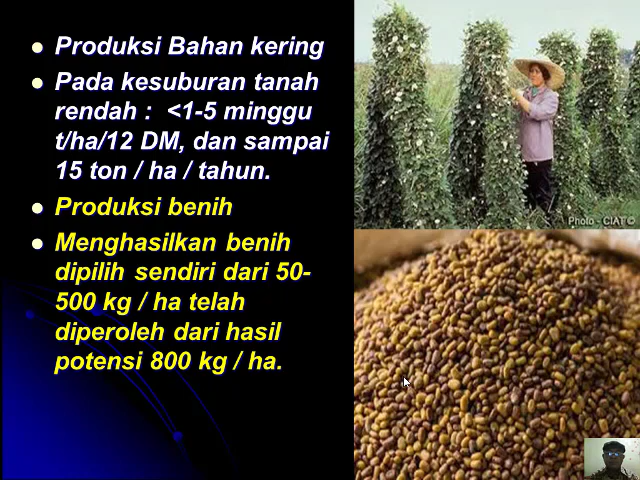 Produksi Bahan kering
Pada kesuburan tanah
rendah : <1-5 minggu
t/ha/12 DM, dan sampai
15 ton / ha / tahun.
Produksi benih
Menghasilkan benih
dipilih sendiri dari 50-
500 kg / ha telah
diperoleh dari hasil
potensi 800 kg / ha.
Photo - CIAT ©